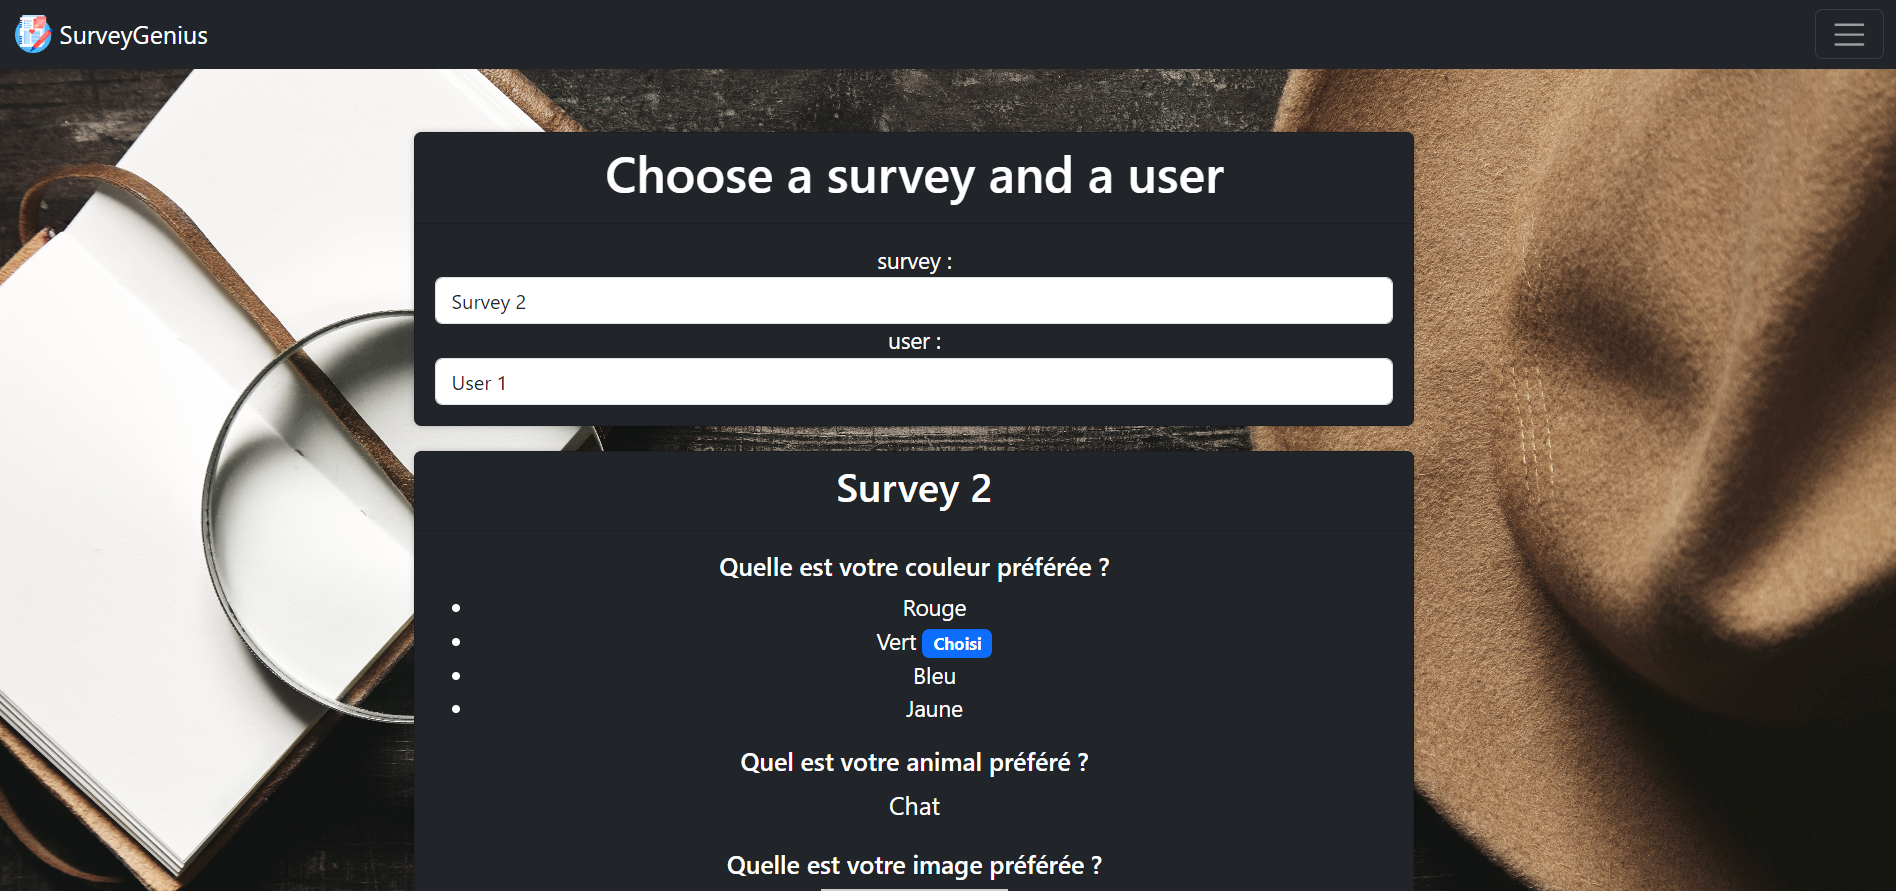 SurveyGenius
Choose a survey and a user
survey :
Survey 2
user :
User 1
Survey 2
Quelle est votre couleur préférée ?
Rouge
Vert Choisi
Bleu
Jaune
Quel est votre animal préféré ?
Chat
Quelle est votre image préférée ?